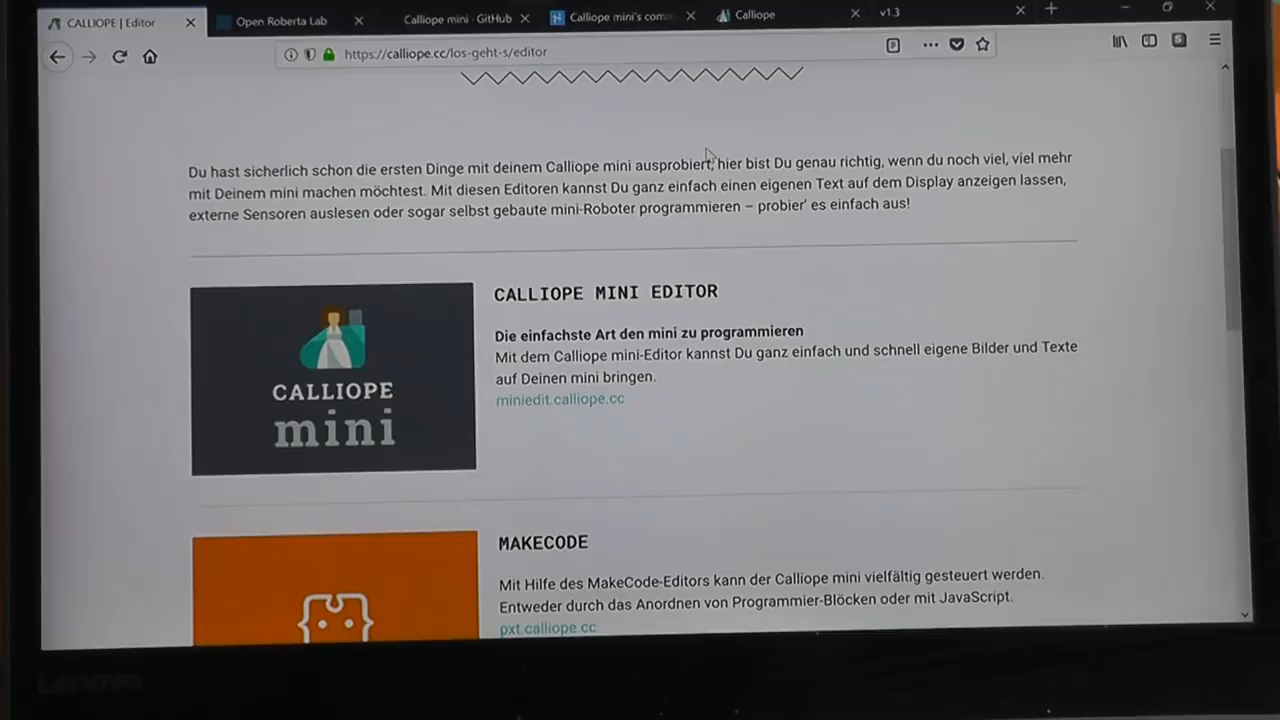 CALLIOPE | Editor
Open Roberta Lab
Calliope mini · GitHub
Calliope mini's com
Calliope
v1.3
https://calliope.cc/los-geht-s/editor
Du hast sicherlich schon die ersten Dinge mit deinem Calliope mini ausprobiert, hier bist Du genau richtig, wenn du noch viel, viel mehr
mit Deinem mini machen möchtest. Mit diesen Editoren kannst Du ganz einfach einen eigenen Text auf dem Display anzeigen lassen,
externe Sensoren auslesen oder sogar selbst gebaute mini-Roboter programmieren – probier' es einfach aus!
CALLIOPE
mini
CALLIOPE MINI EDITOR
Die einfachste Art den mini zu programmieren
Mit dem Calliope mini-Editor kannst Du ganz einfach und schnell eigene Bilder und Texte
auf Deinen mini bringen.
miniedit.calliope.cc
MAKECODE
Mit Hilfe des MakeCode-Editors kann der Calliope mini vielfältig gesteuert werden.
Entweder durch das Anordnen von Programmier-Blöcken oder mit JavaScript.
pxt.calliope.cc
Lenovo